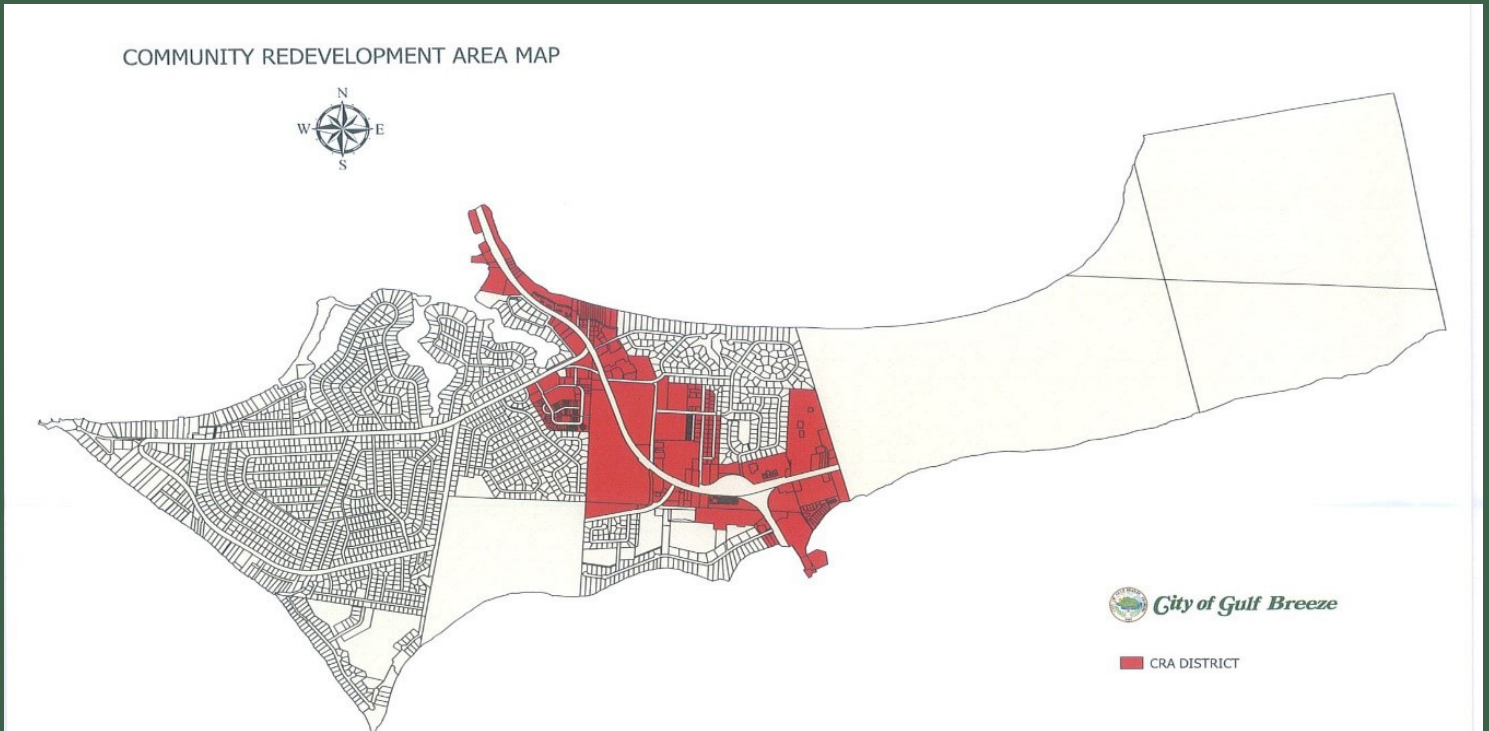 COMMUNITY REDEVELOPMENT AREA MAP
N
W E
S
City of Gulf Breeze
CRA DISTRICT